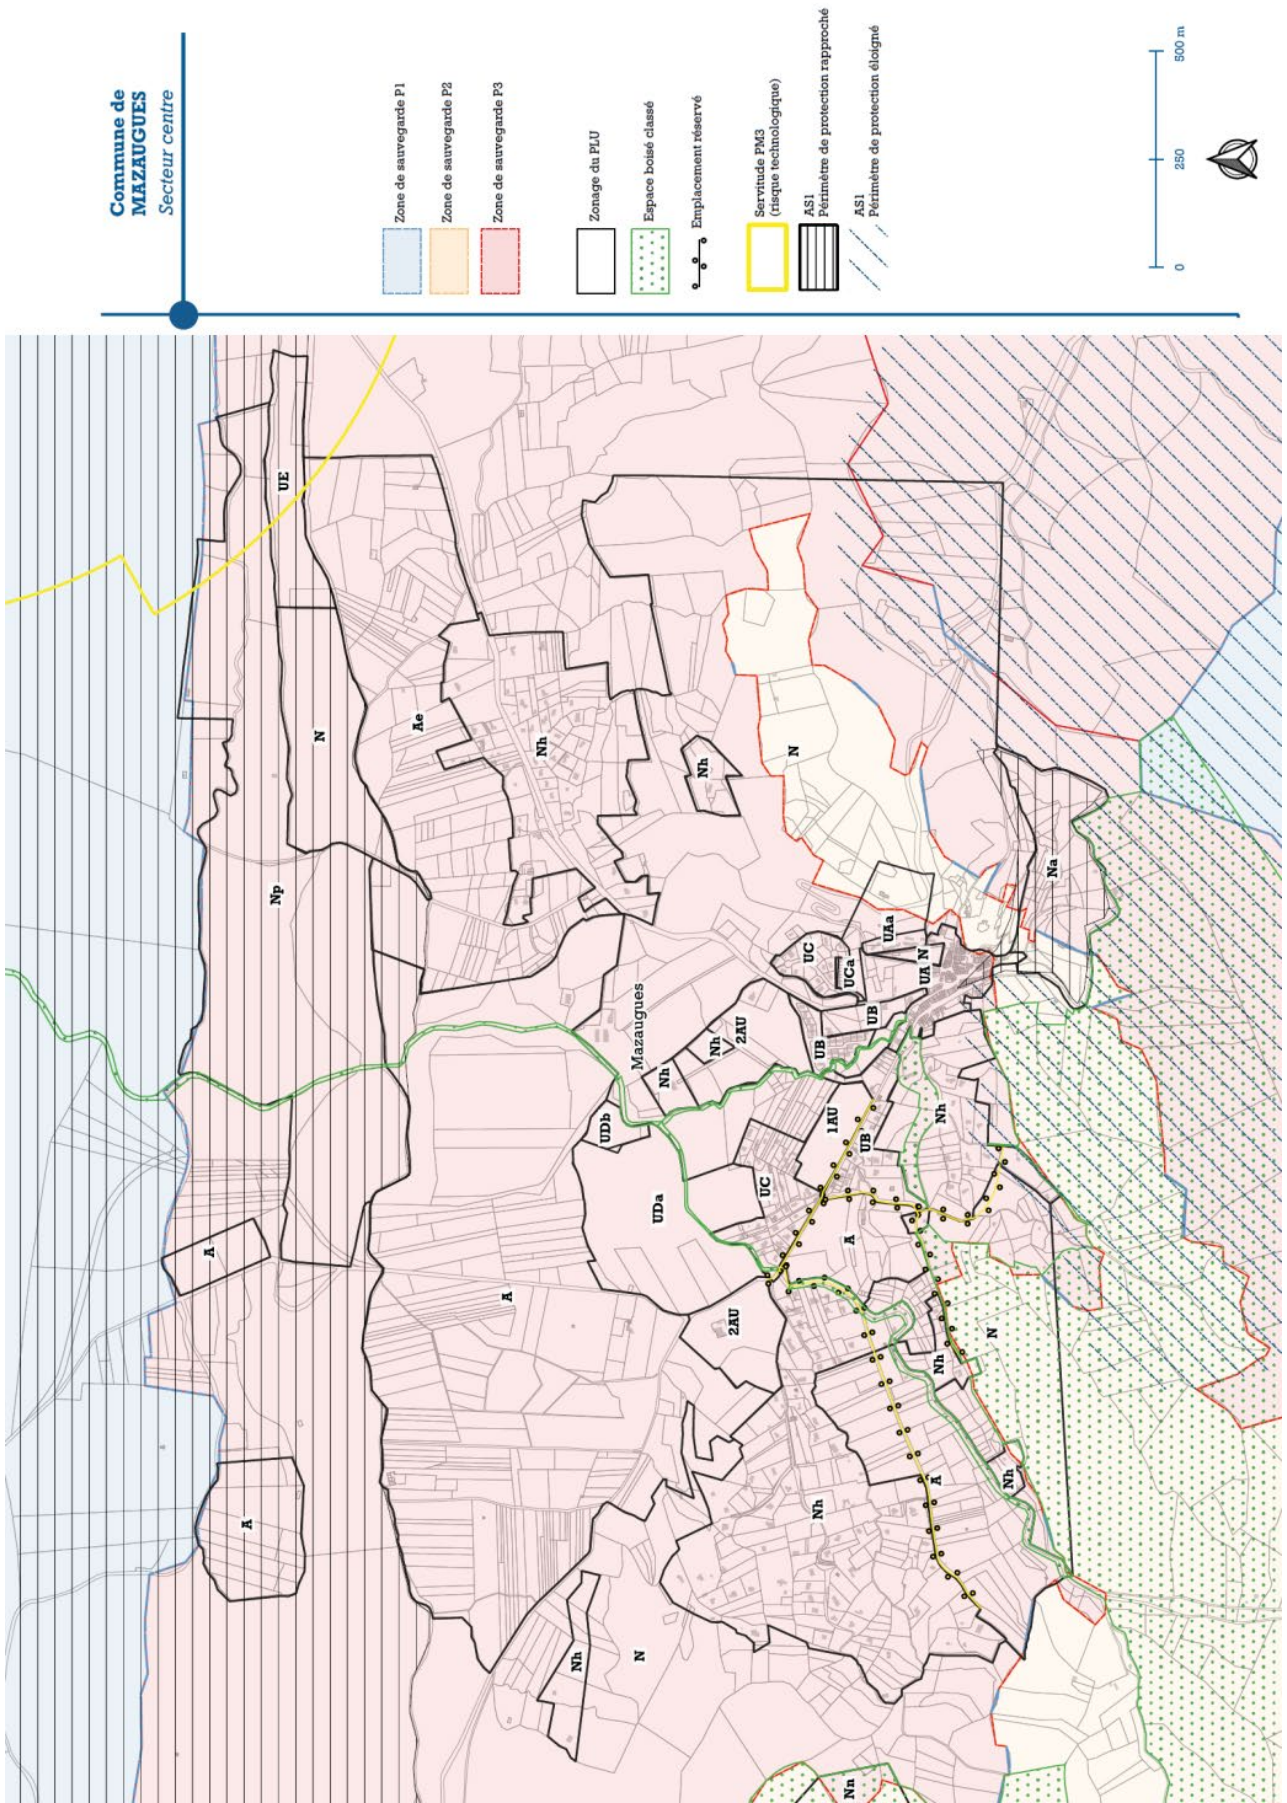 Commune de
MAZAUGUES
Secteur centre
Zone de sauvegarde P1
Zone de sauvegarde P2
Zone de sauvegarde P3
Zonage du PLU
Espace boisé classé
Emplacement réservé
Servitude PM3
(risque technologique)
AS1
Périmètre de protection rapproché
AS1
Périmètre de protection éloigné
0 250 500 m
UE
N
Ae
Np
Nh
Nh
N
Na
UC
UCa
UAa
N
UA
UB
UB
Mazaugues
2AU
Nh
Nh
UDb
1AU
UB
Nh
UC
UDa
A
A
A
2AU
N
Nh
A
Nh
A
Nh
Nh
N
Nn